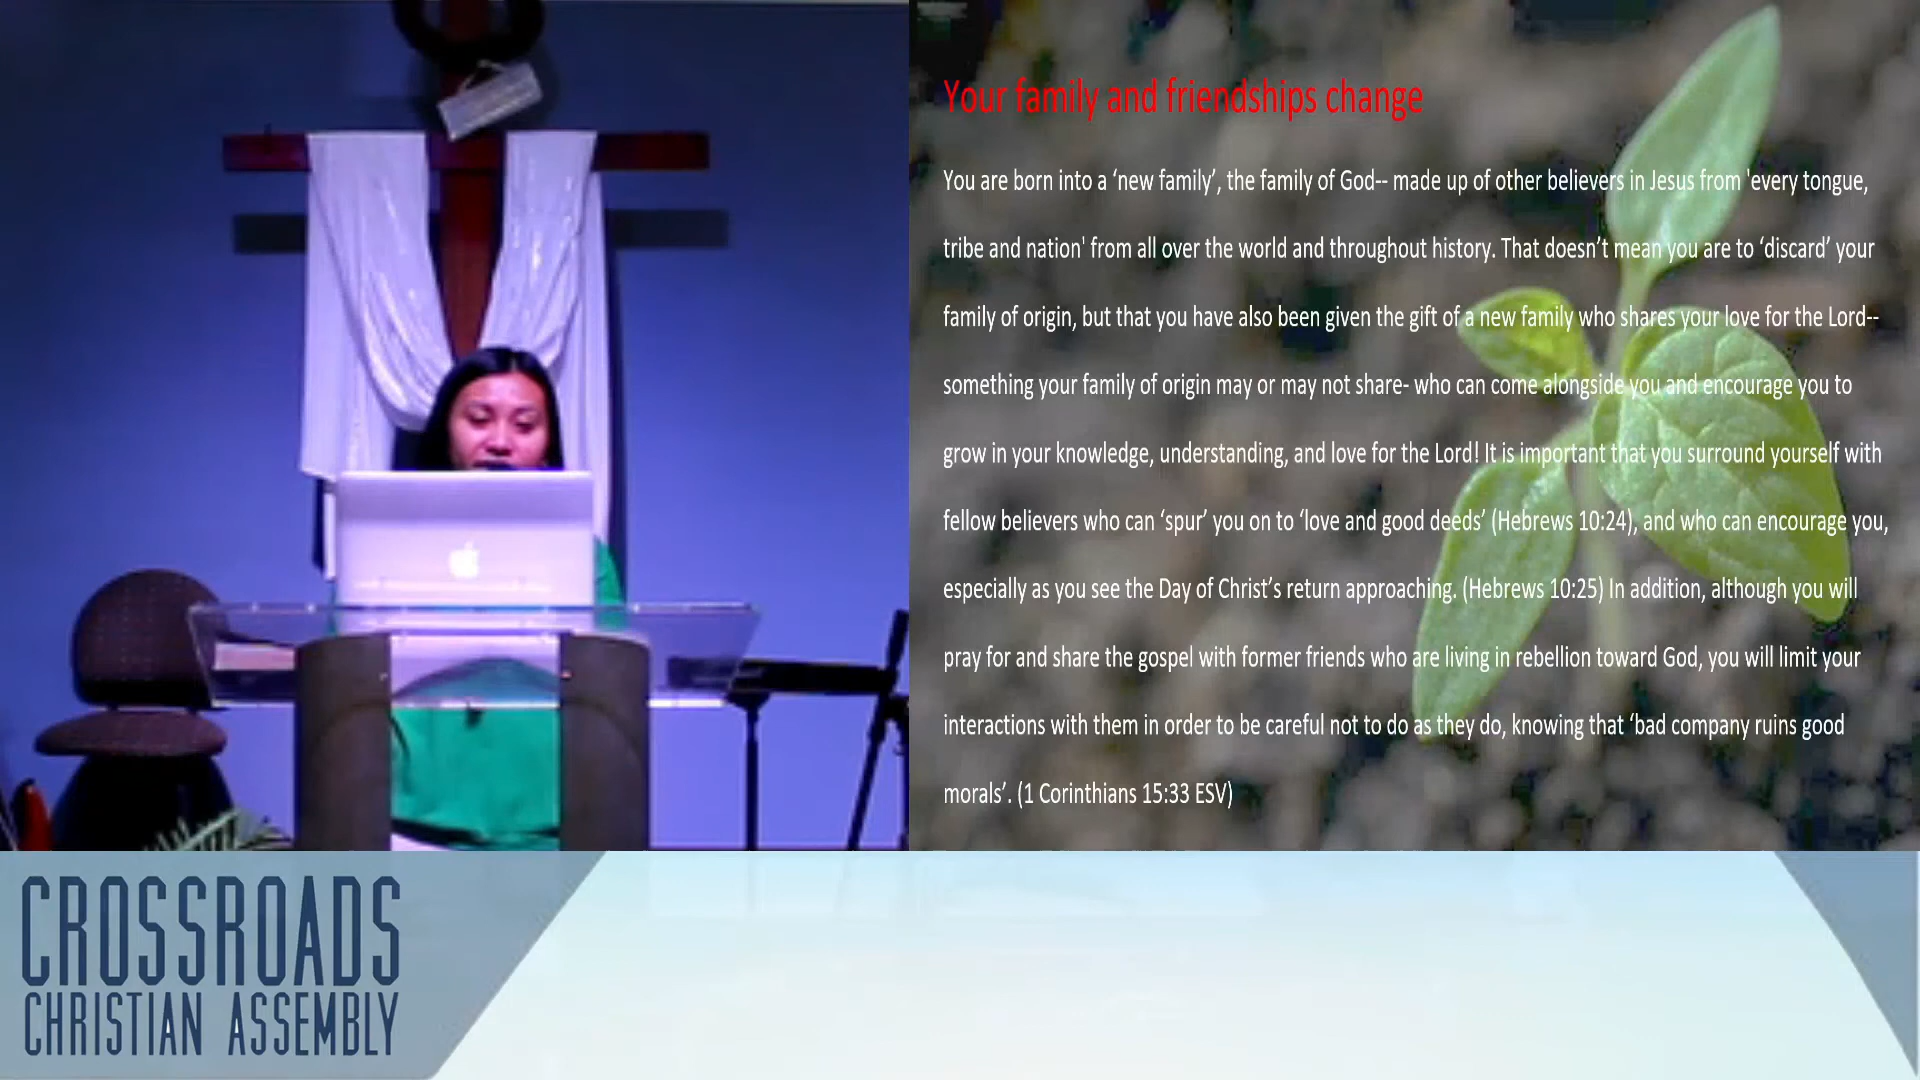 Your family and friendships change
You are born into a ‘new family’, the family of God-- made up of other believers in Jesus from 'every tongue,
tribe and nation' from all over the world and throughout history. That doesn’t mean you are to ‘discard’ your
family of origin, but that you have also been given the gift of a new family who shares your love for the Lord--
something your family of origin may or may not share- who can come alongside you and encourage you to
grow in your knowledge, understanding, and love for the Lord! It is important that you surround yourself with
fellow believers who can ‘spur’ you on to ‘love and good deeds’ (Hebrews 10:24), and who can encourage you,
especially as you see the Day of Christ’s return approaching. (Hebrews 10:25) In addition, although you will
pray for and share the gospel with former friends who are living in rebellion toward God, you will limit your
interactions with them in order to be careful not to do as they do, knowing that ‘bad company ruins good
morals’. (1 Corinthians 15:33 ESV)
CROSSROADS
CHRISTIAN ASSEMBLY